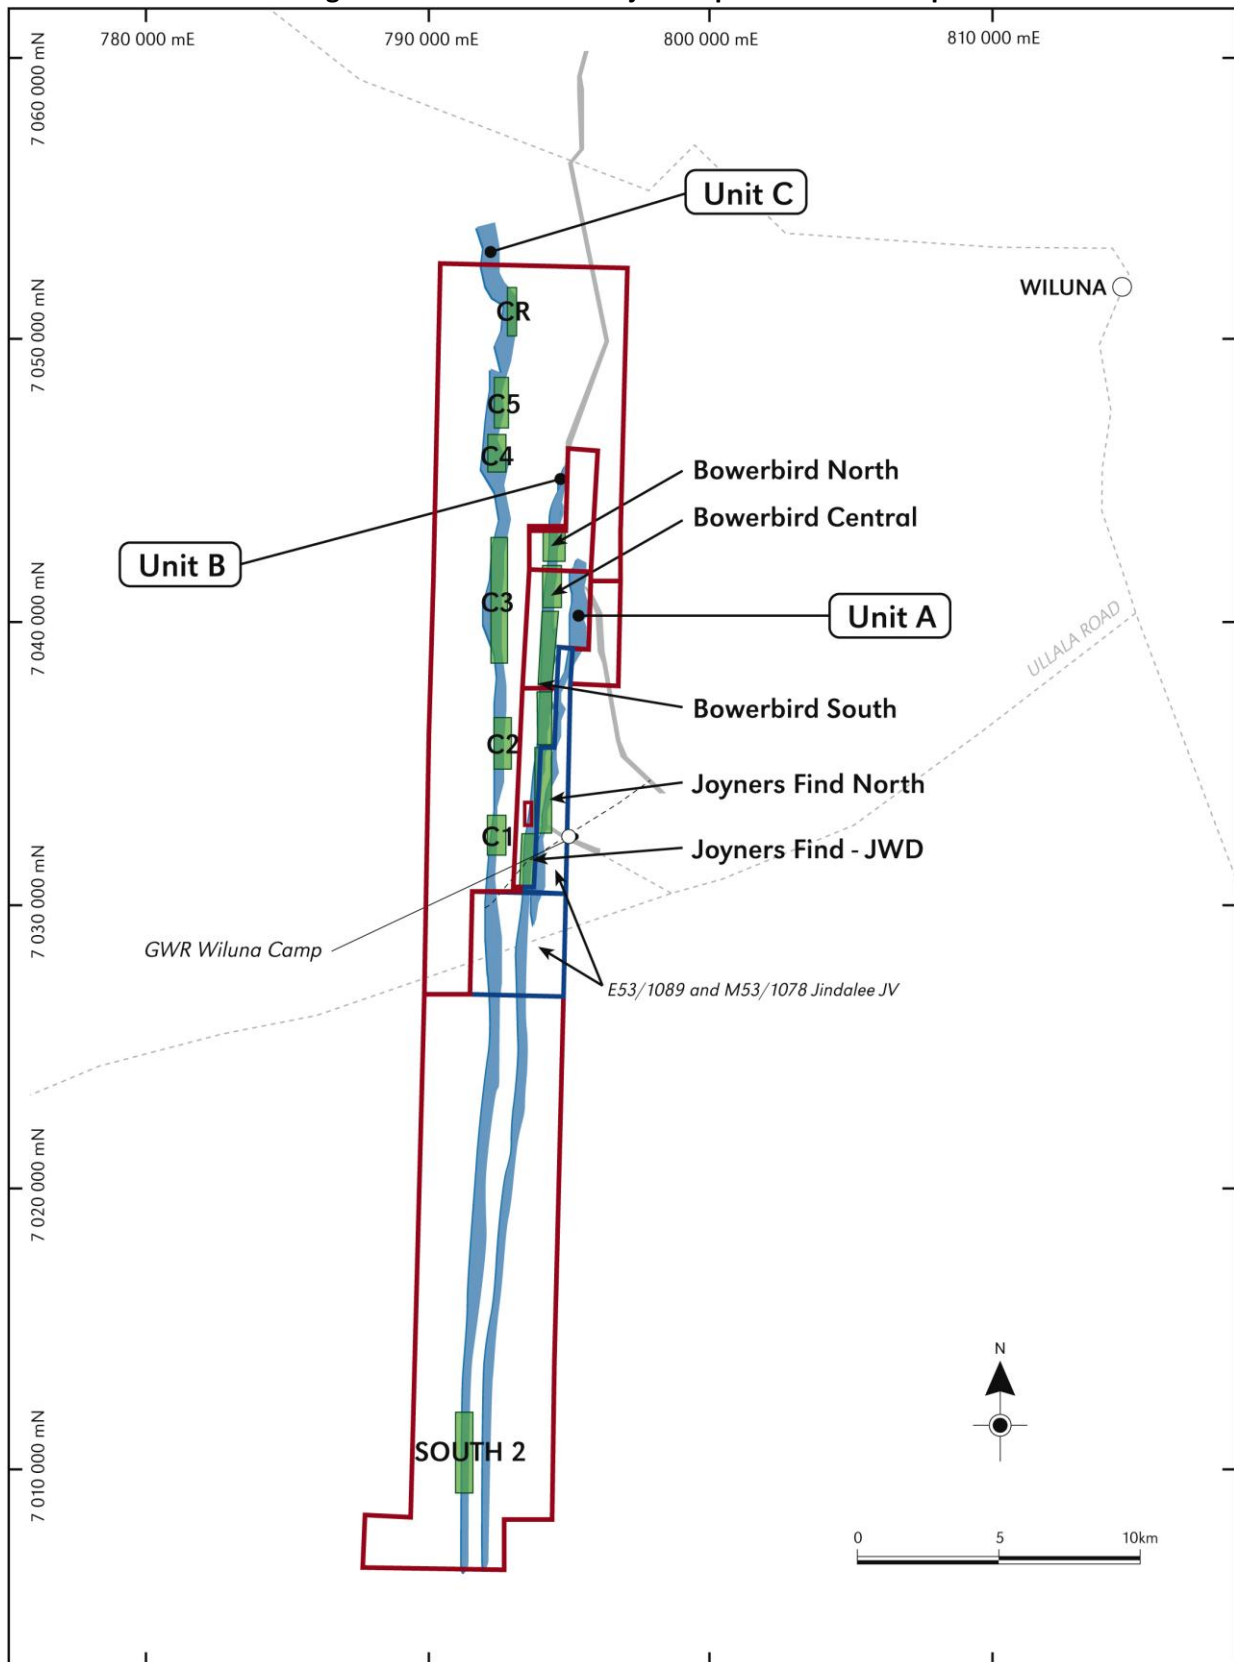 780 000 mE
790 000 mE
800 000 mE
810 000 mE
7 060 000 mN
7 050 000 mN
7 040 000 mN
7 030 000 mN
7 020 000 mN
7 010 000 mN
Unit C
WILUNA
CR
C5
C4
Bowerbird North
Bowerbird Central
Unit B
C3
Unit A
ULLALA ROAD
Bowerbird South
C2
Joyners Find North
C1
Joyners Find - JWD
GWR Wiluna Camp
E53/1089 and M53/1078 Jindalee JV
N
SOUTH 2
0 5 10km